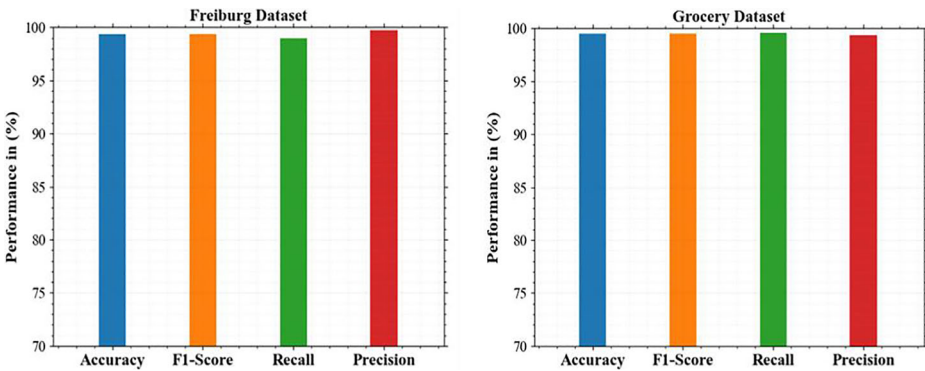 Freiburg Dataset
Performance in (%)
100
95
90
85
80
75
70
Accuracy F1-Score Recall Precision
Grocery Dataset
Performance in (%)
100
95
90
85
80
75
70
Accuracy F1-Score Recall Precision